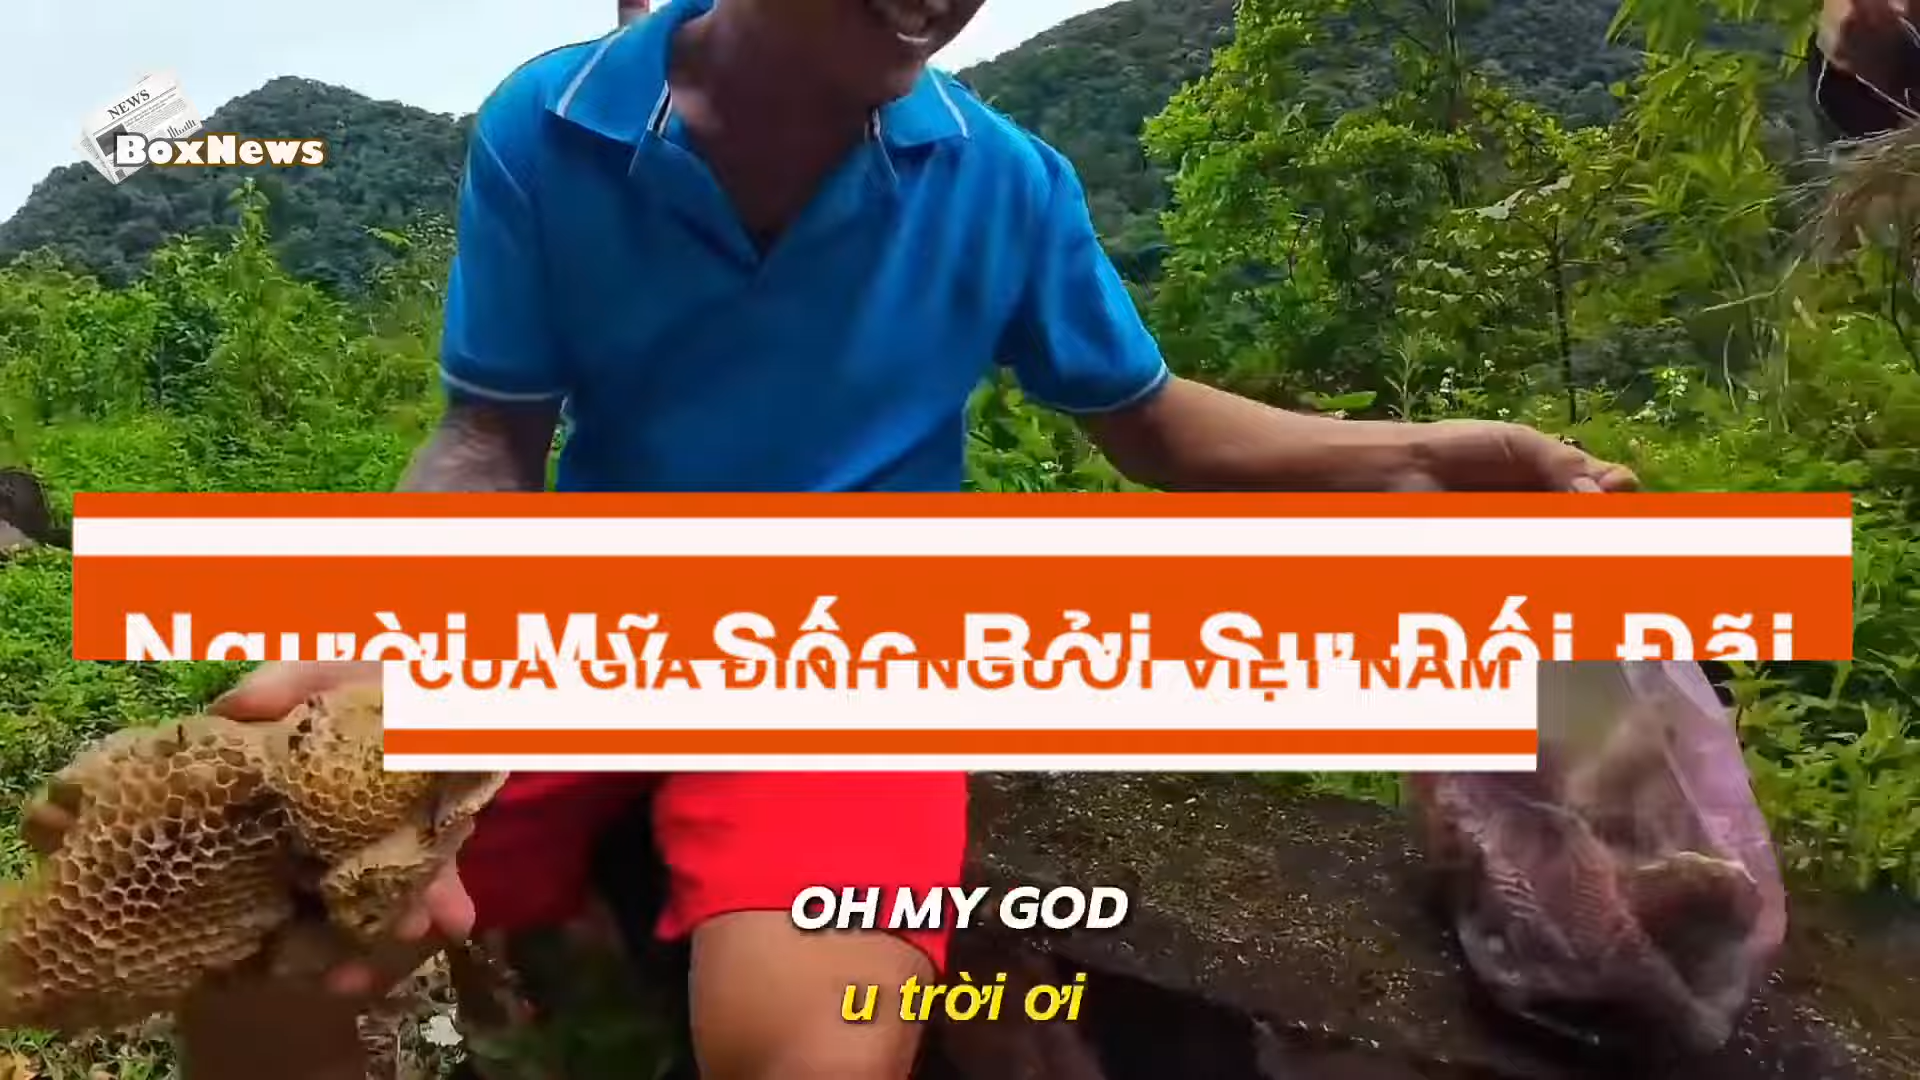 NEWS
BoxNews
Người Mỹ Sốc Bởi Sự Đối Đãi
CỦA GIA ĐÌNH NGƯỜI VIỆT NAM
OH MY GOD
u trời ơi